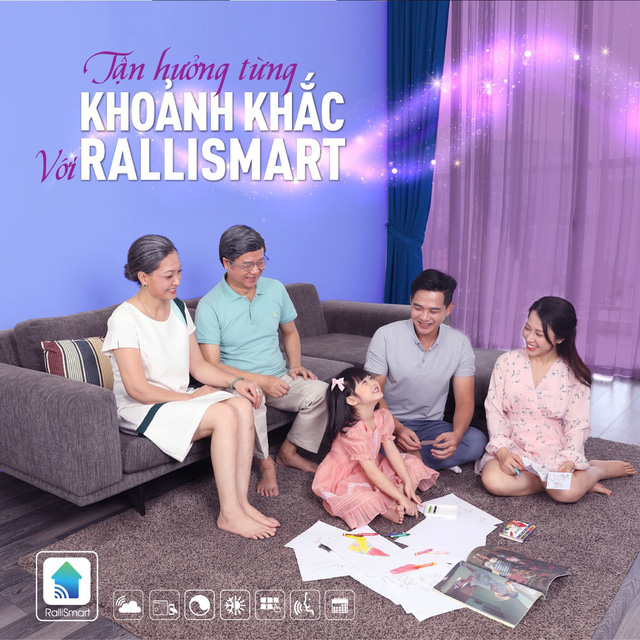 Tận hưởng từng
KHOẢNH KHẮC
Với RALLISMART
RalliSmart